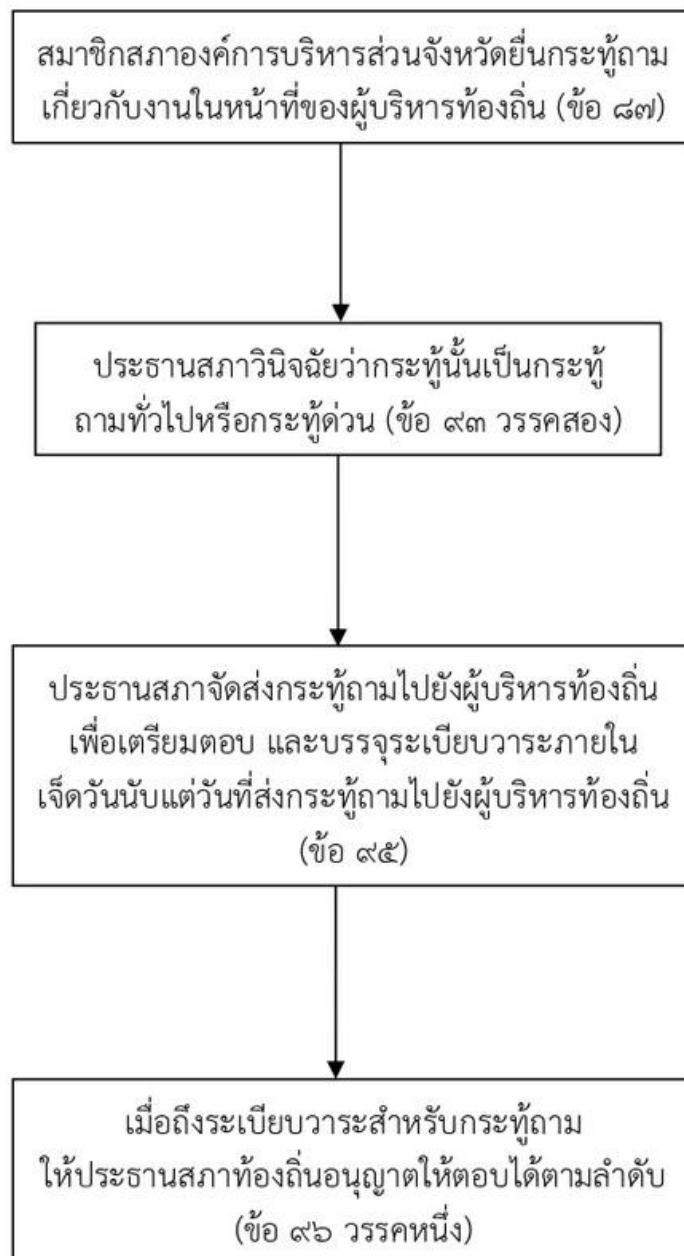 สมาชิกสภาองค์การบริหารส่วนจังหวัดยื่นกระทู้ถาม
เกี่ยวกับงานในหน้าที่ของผู้บริหารท้องถิ่น (ข้อ ๘๗)
ประธานสภาวินิจฉัยว่ากระทู้นั้นเป็นกระทู้
ถามทั่วไปหรือกระทู้ด่วน (ข้อ ๙๓ วรรคสอง)
ประธานสภาจัดส่งกระทู้ถามไปยังผู้บริหารท้องถิ่น
เพื่อเตรียมตอบ และบรรจุระเบียบวาระภายใน
เจ็ดวันนับแต่วันที่ส่งกระทู้ถามไปยังผู้บริหารท้องถิ่น
(ข้อ ๙๕)
เมื่อถึงระเบียบวาระสำหรับกระทู้ถาม
ให้ประธานสภาท้องถิ่นอนุญาตให้ตอบได้ตามลำดับ
(ข้อ ๙๖ วรรคหนึ่ง)